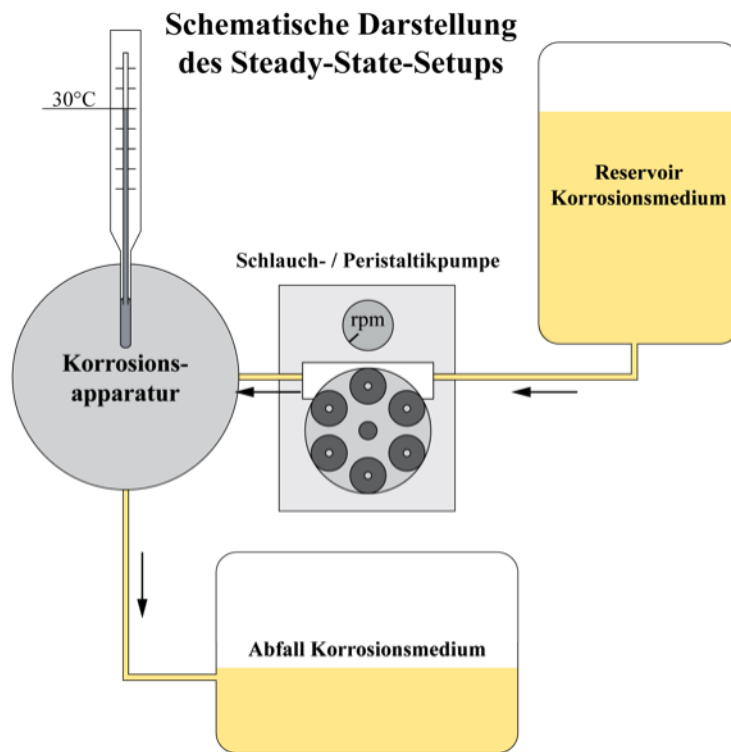 Schematische Darstellung
des Steady-State-Setups
30°C
Reservoir
Korrosionsmedium
Schlauch- / Peristaltikpumpe
rpm
Korrosions-
apparatur
Abfall Korrosionsmedium